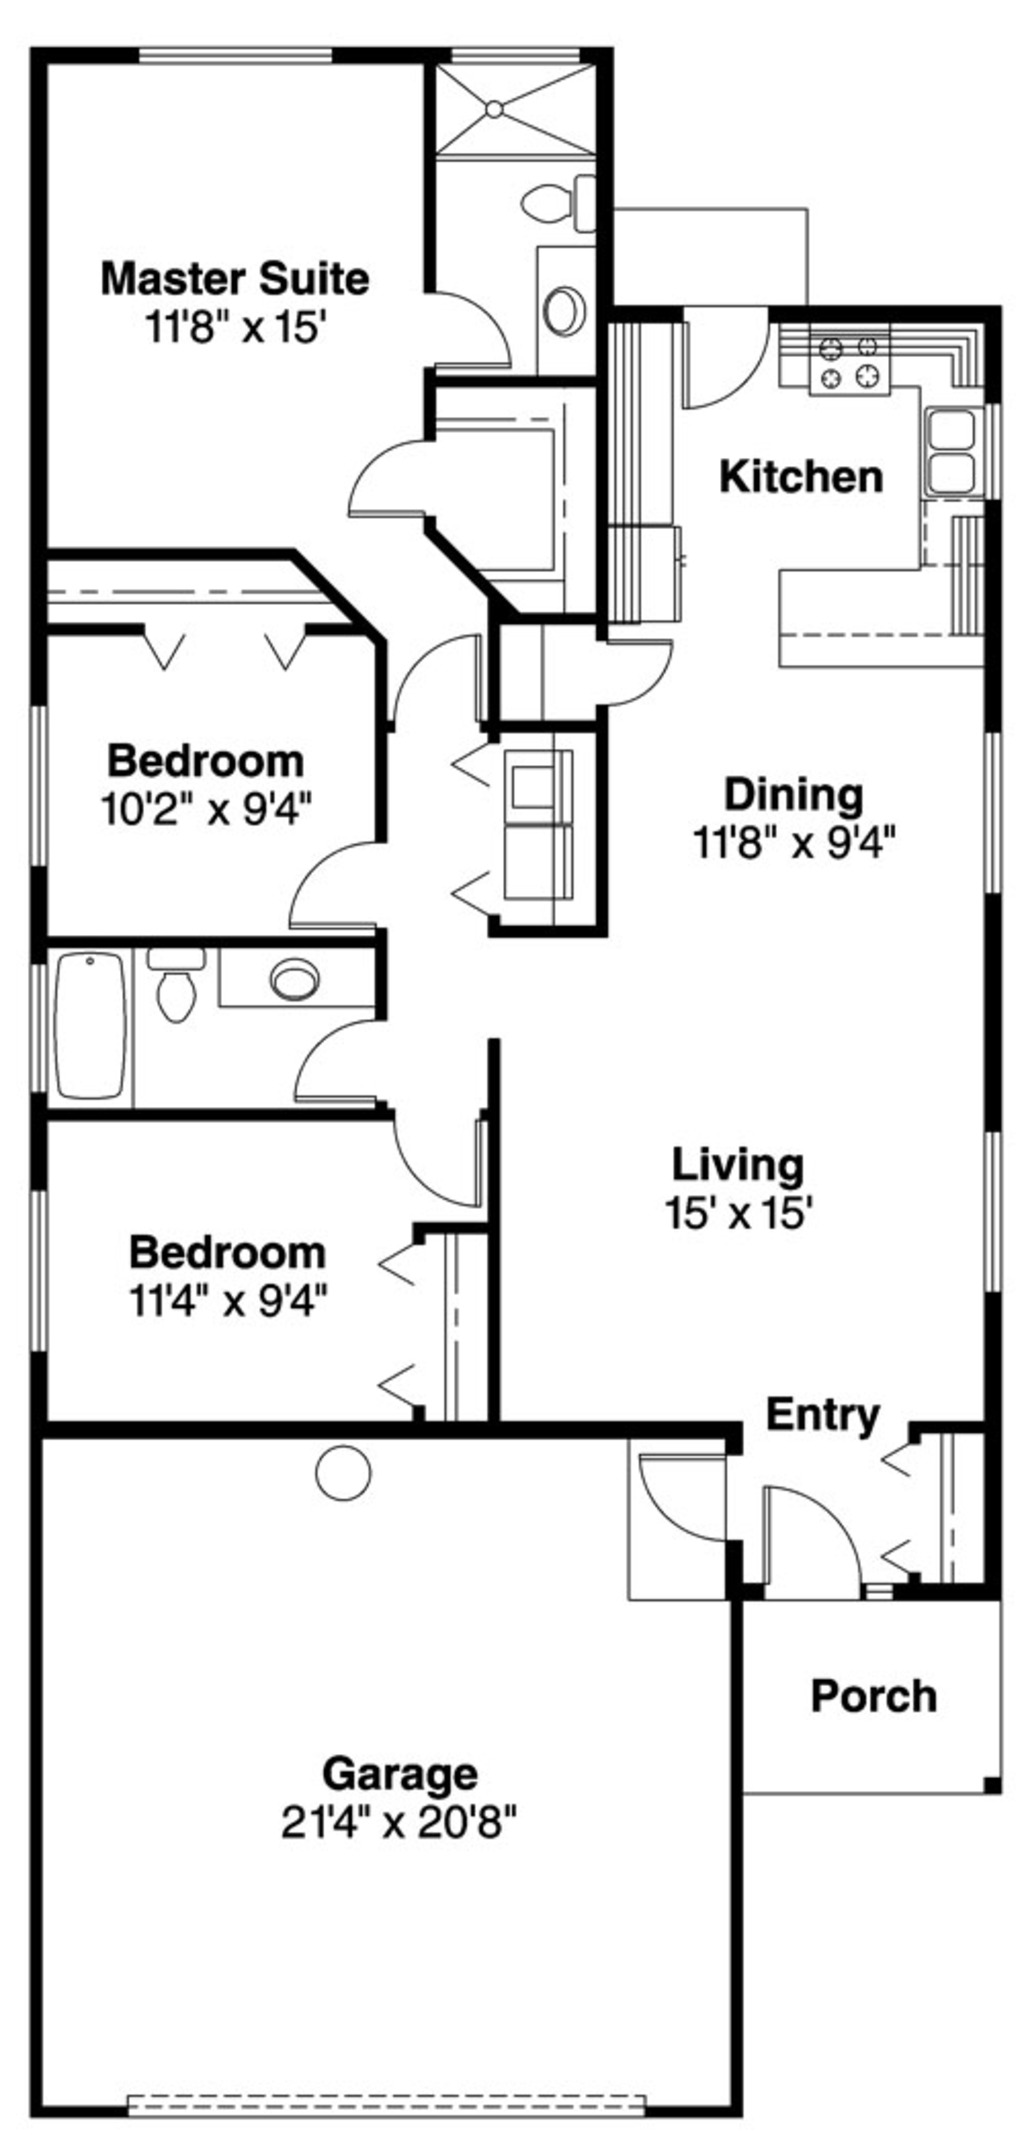 Master Suite
11'8" x 15'
Kitchen
Bedroom
10'2" x 9'4"
Dining
11'8" x 9'4"
Living
15' x 15'
Bedroom
11'4" x 9'4"
Entry
Porch
Garage
21'4" x 20'8"